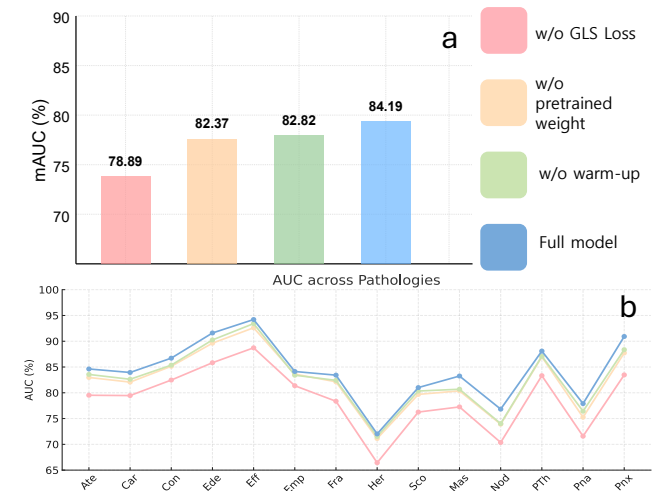 90
85
80
75
70
mAUC (%)
78.89
82.37
82.82
84.19
a
w/o GLS Loss
w/o
pretrained
weight
w/o warm-up
Full model
AUC across Pathologies
100
95
90
85
80
75
70
65
AUC (%)
b
Ate
Car
Con
Ede
Eff
Emp
Fra
Her
Sco
Mas
Nod
PTh
Pna
Pnx